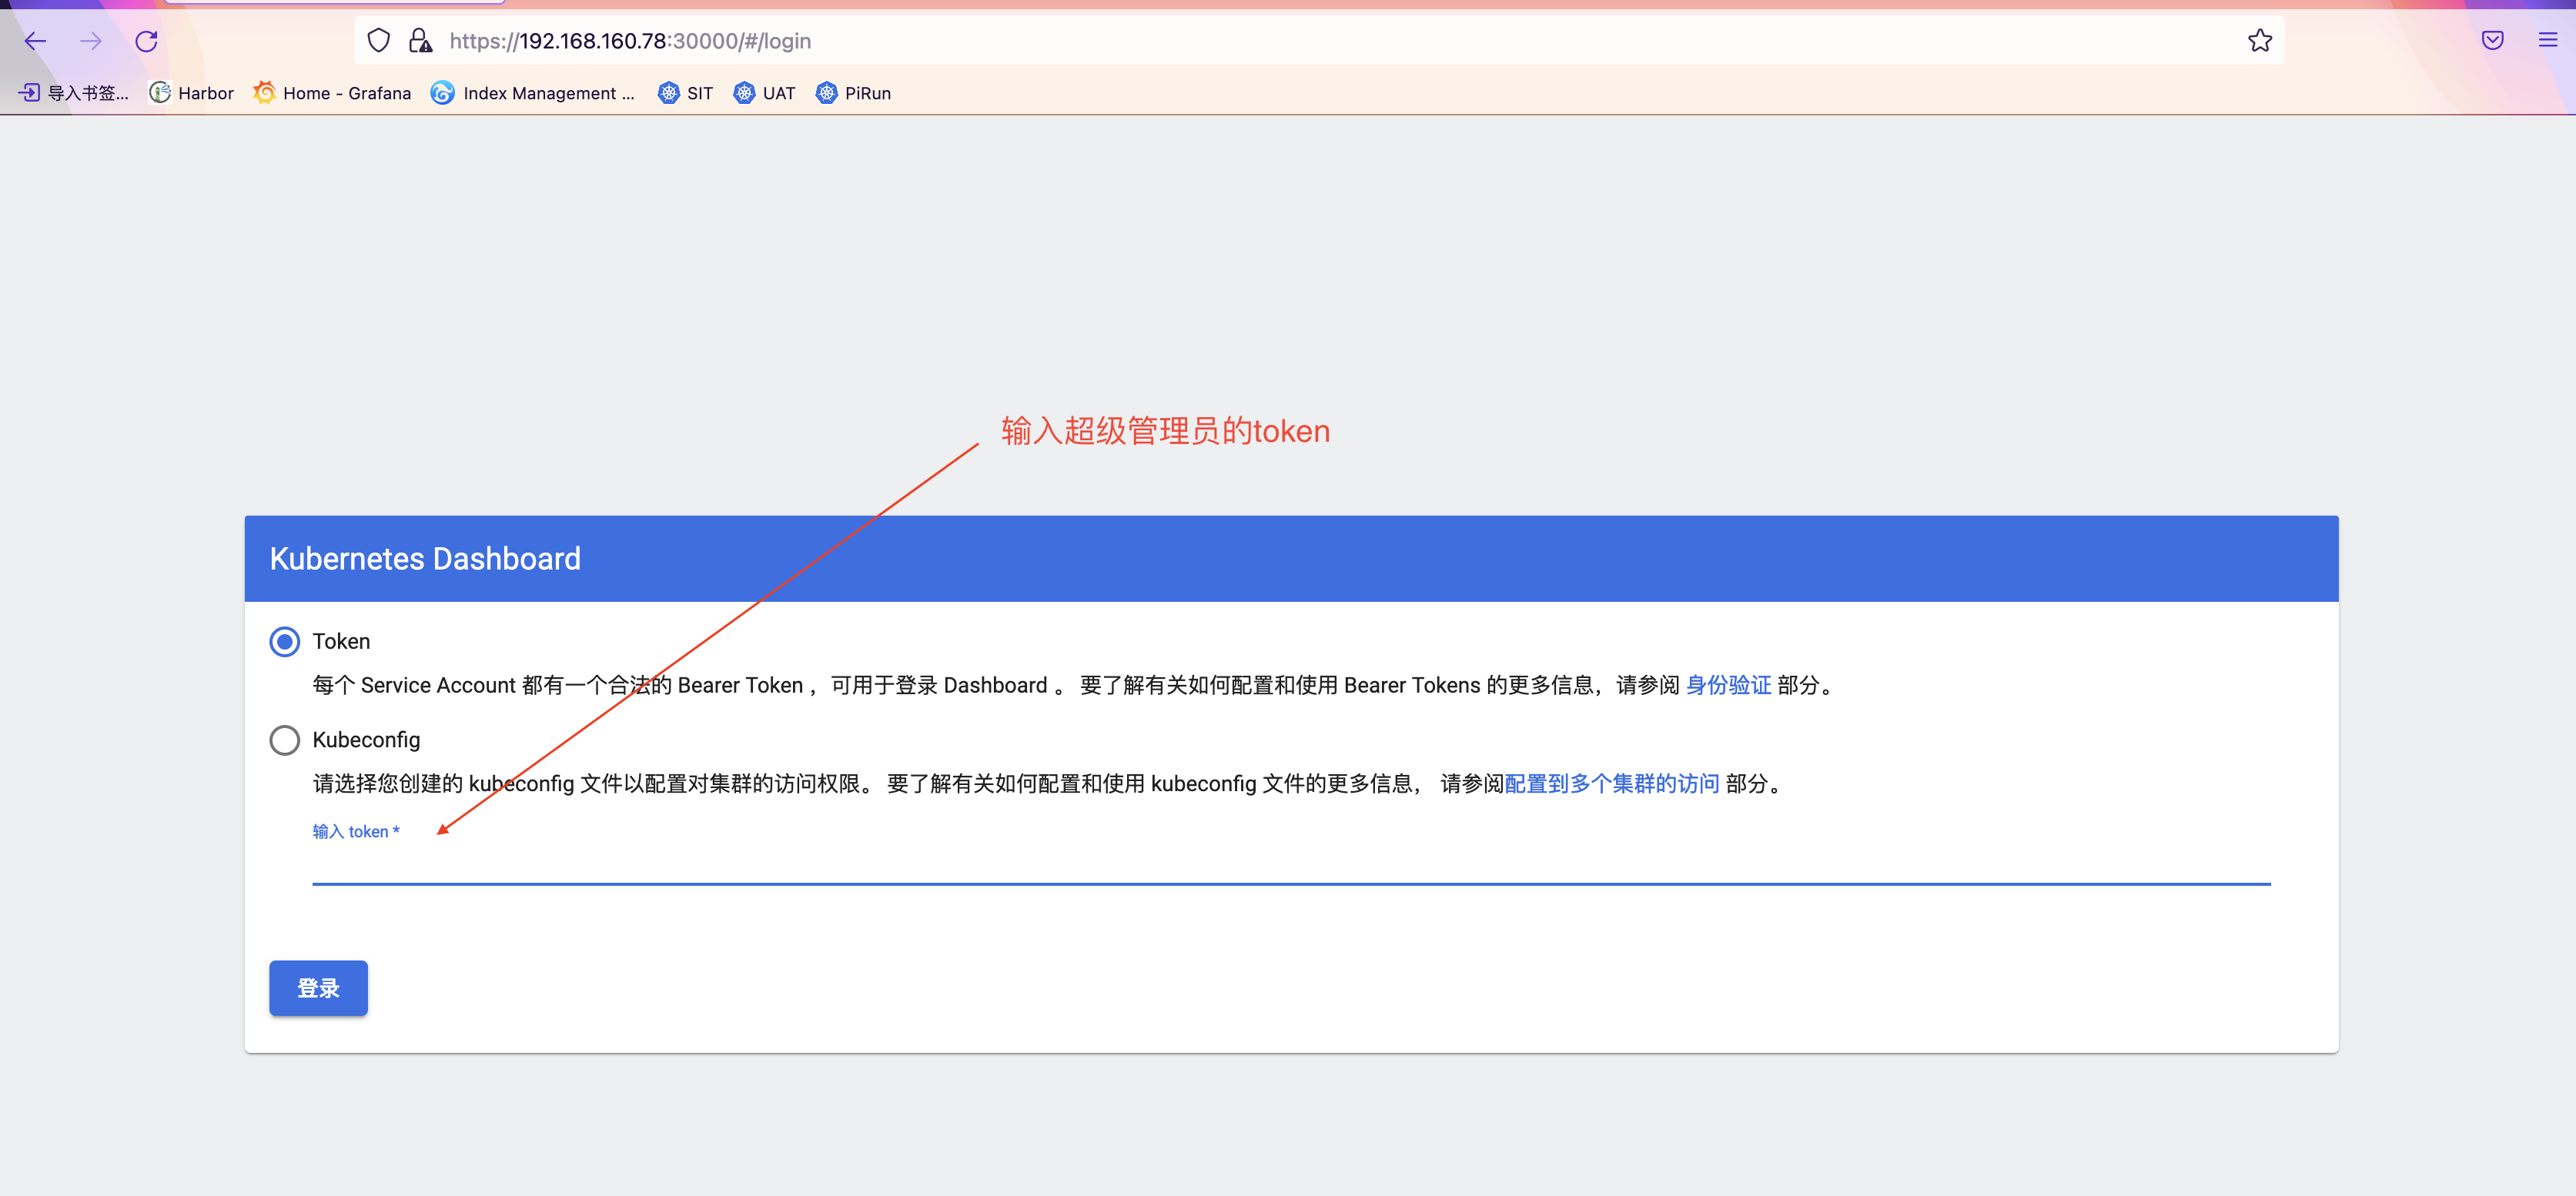 https://192.168.160.78:30000/#/login
导入书签... Harbor Home - Grafana Index Management ... SIT UAT PiRun
输入超级管理员的token
Kubernetes Dashboard
Token
每个 Service Account 都有一个合法的 Bearer Token ，可用于登录 Dashboard 。 要了解有关如何配置和使用 Bearer Tokens 的更多信息，请参阅 身份验证 部分。
Kubeconfig
请选择您创建的 kubeconfig 文件以配置对集群的访问权限。 要了解有关如何配置和使用 kubeconfig 文件的更多信息， 请参阅配置到多个集群的访问 部分。
输入 token *
登录